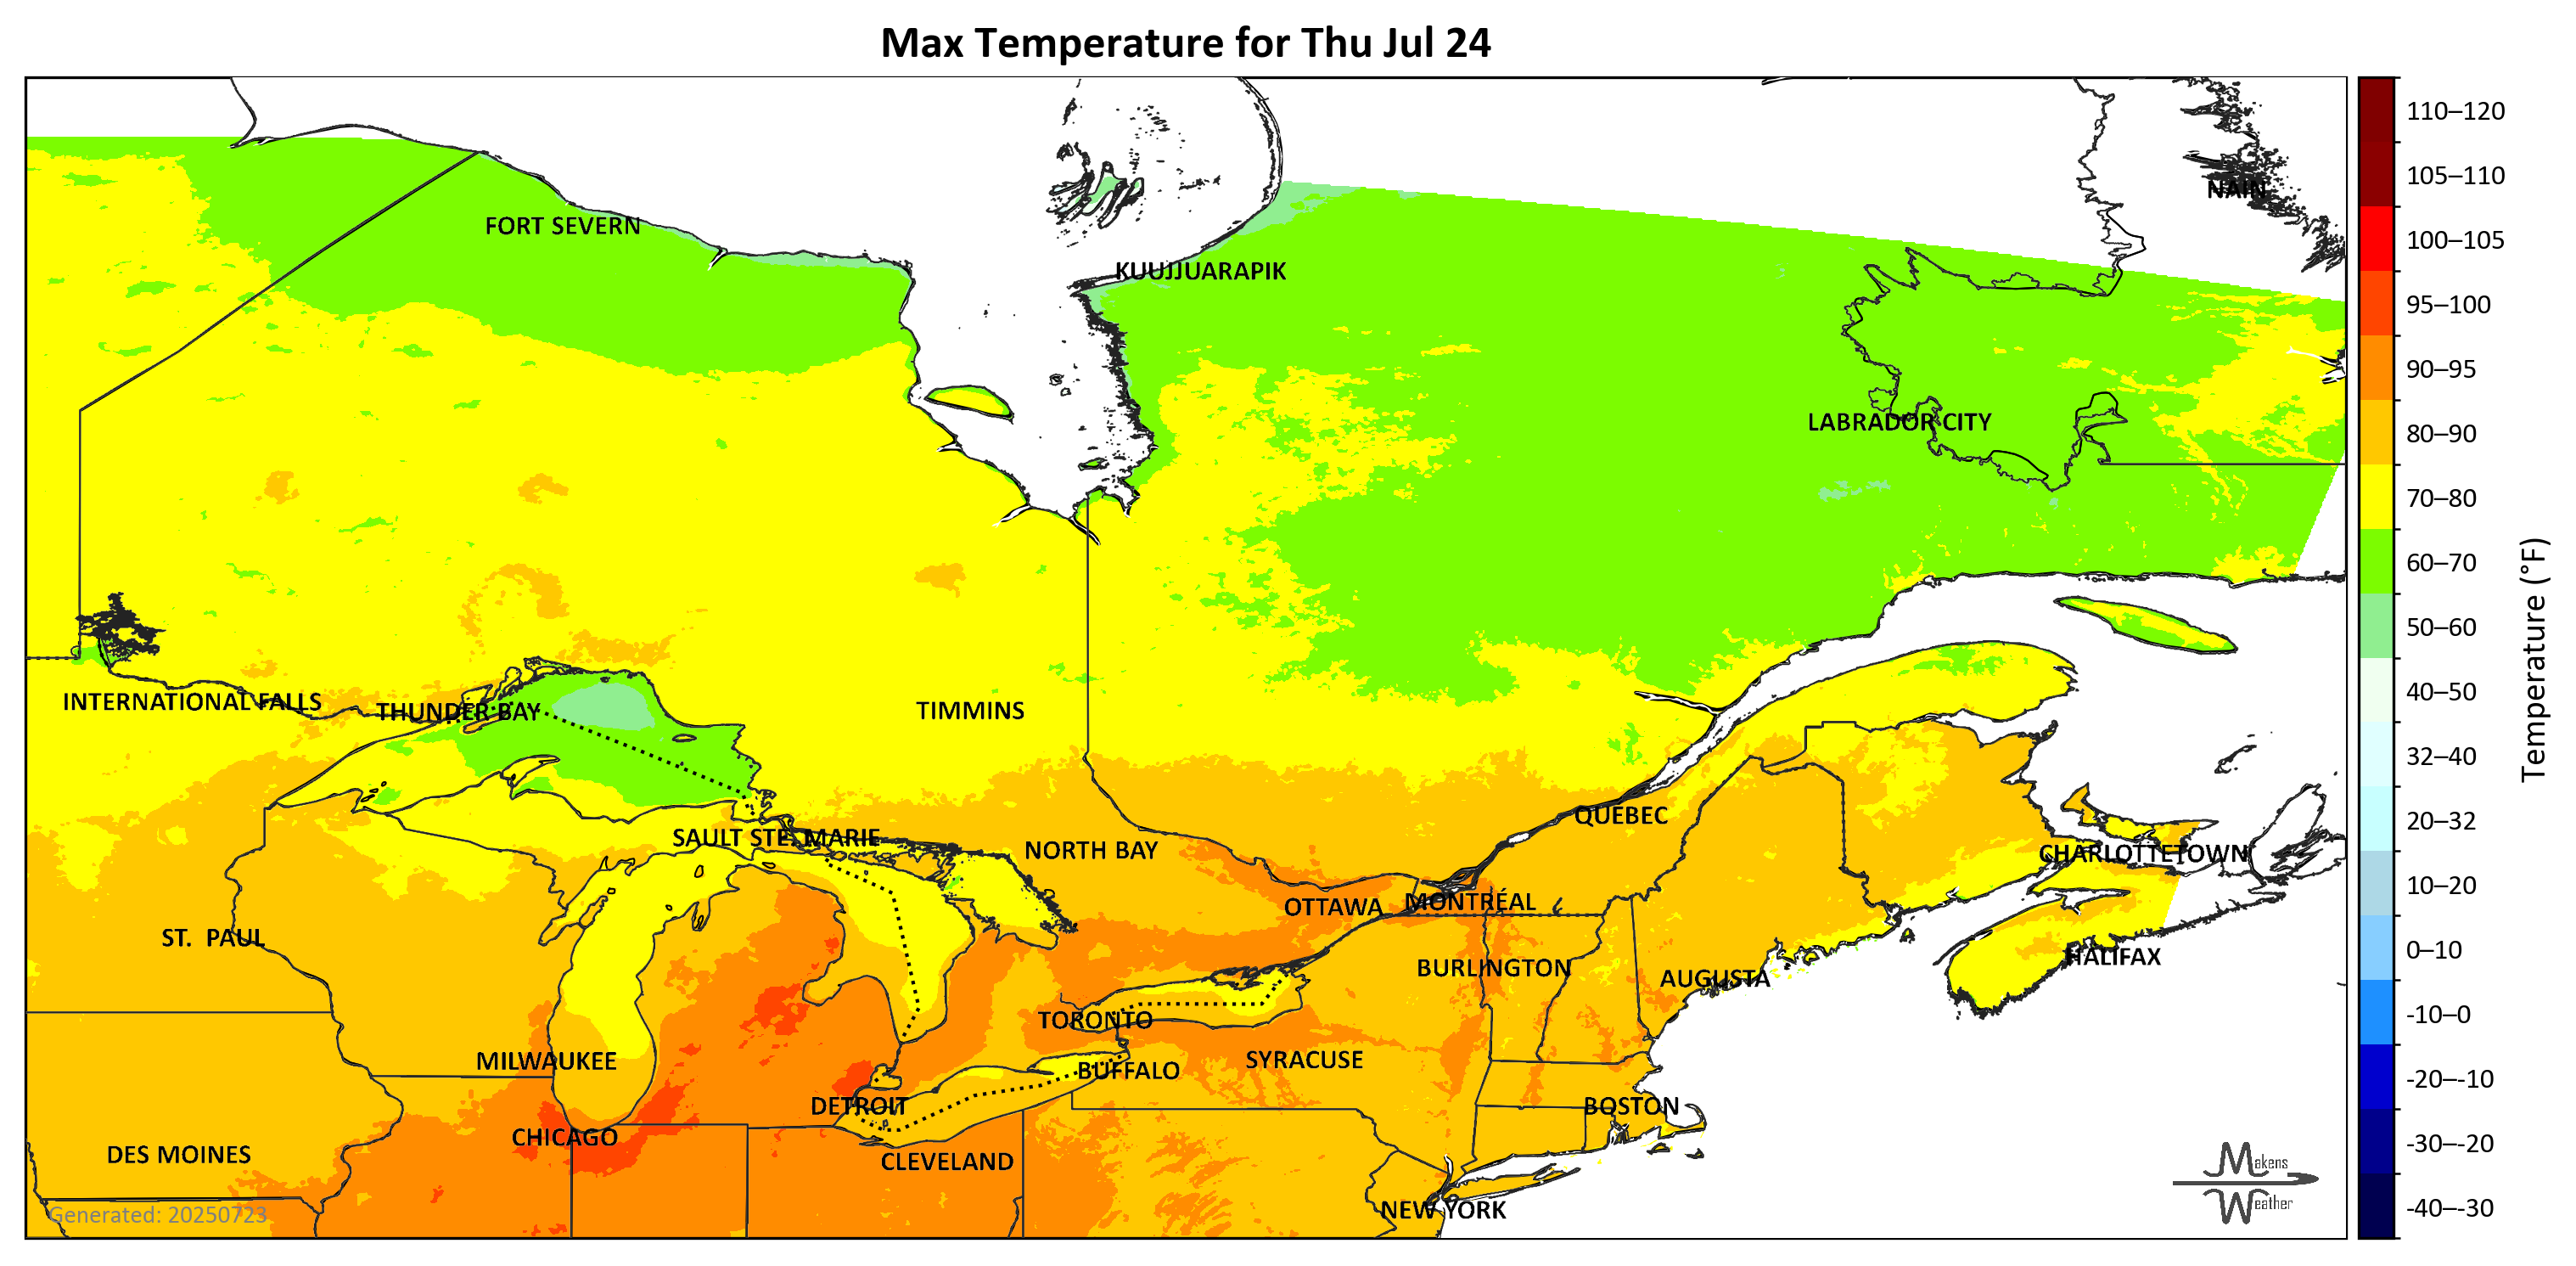 Max Temperature for Thu Jul 24
110–120
105–110
NAIN
FORT SEVERN
100–105
KUUJJUARAPIK
95–100
90–95
LABRADOR CITY
80–90
70–80
60–70
50–60
Temperature (°F)
40–50
INTERNATIONAL FALLS
THUNDER BAY
TIMMINS
32–40
QUEBEC
20–32
SAULT STE. MARIE
NORTH BAY
CHARLOTTETOWN
10–20
OTTAWA
MONTRÉAL
ST. PAUL
0–10
HALIFAX
BURLINGTON
AUGUSTA
-10–0
TORONTO
MILWAUKEE
SYRACUSE
BUFFALO
-20–-10
DETROIT
BOSTON
CHICAGO
-30–-20
DES MOINES
CLEVELAND
Makens
Weather
-40–-30
NEW YORK
Generated: 20250723